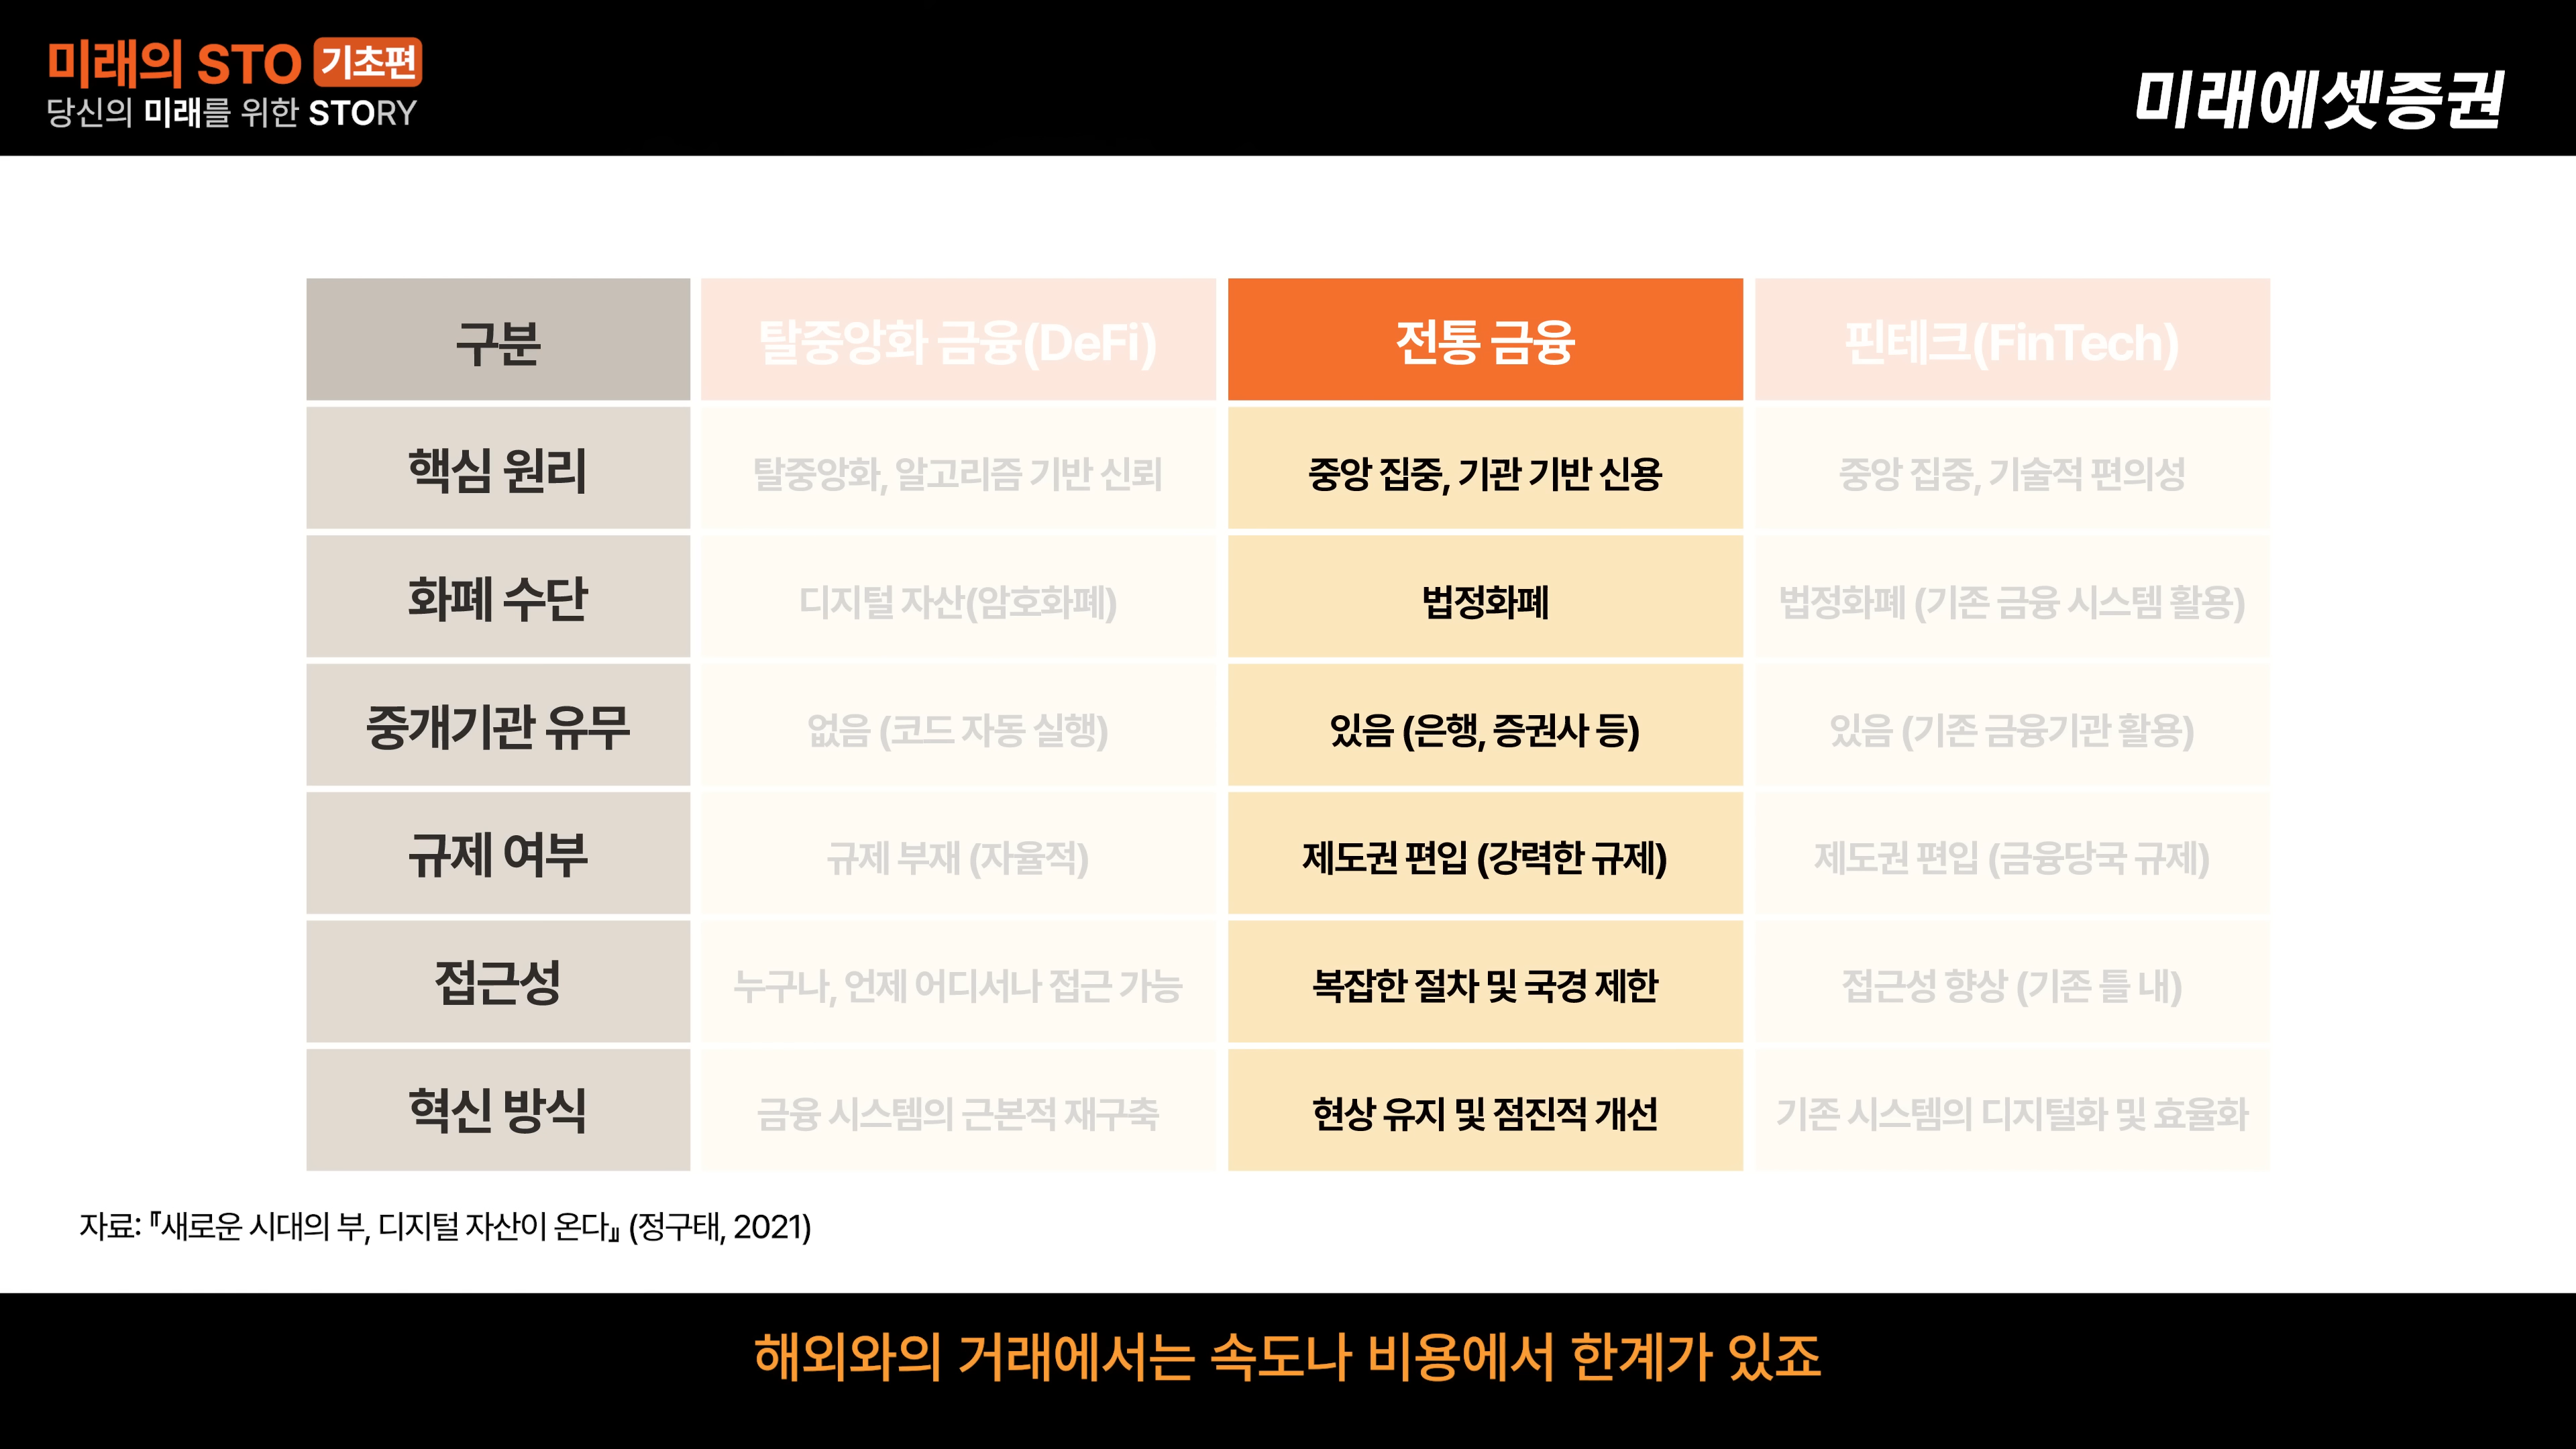 미래의 STO 기초편
당신의 미래를 위한 STORY
미래에셋증권
구분 탈중앙화 금융(DeFi) 전통 금융 핀테크(FinTech)
핵심 원리 탈중앙화, 알고리즘 기반 신뢰 중앙 집중, 기관 기반 신용 중앙 집중, 기술적 편의성
화폐 수단 디지털 자산(암호화폐) 법정화폐 법정화폐 (기존 금융 시스템 활용)
중개기관 유무 없음 (코드 자동 실행) 있음 (은행, 증권사 등) 있음 (기존 금융기관 활용)
규제 여부 규제 부재 (자율적) 제도권 편입 (강력한 규제) 제도권 편입 (금융당국 규제)
접근성 누구나, 언제 어디서나 접근 가능 복잡한 절차 및 국경 제한 접근성 향상 (기존 틀 내)
혁신 방식 금융 시스템의 근본적 재구축 현상 유지 및 점진적 개선 기존 시스템의 디지털화 및 효율화
자료: 『새로운 시대의 부, 디지털 자산이 온다』 (정구태, 2021)
해외와의 거래에서는 속도나 비용에서 한계가 있죠